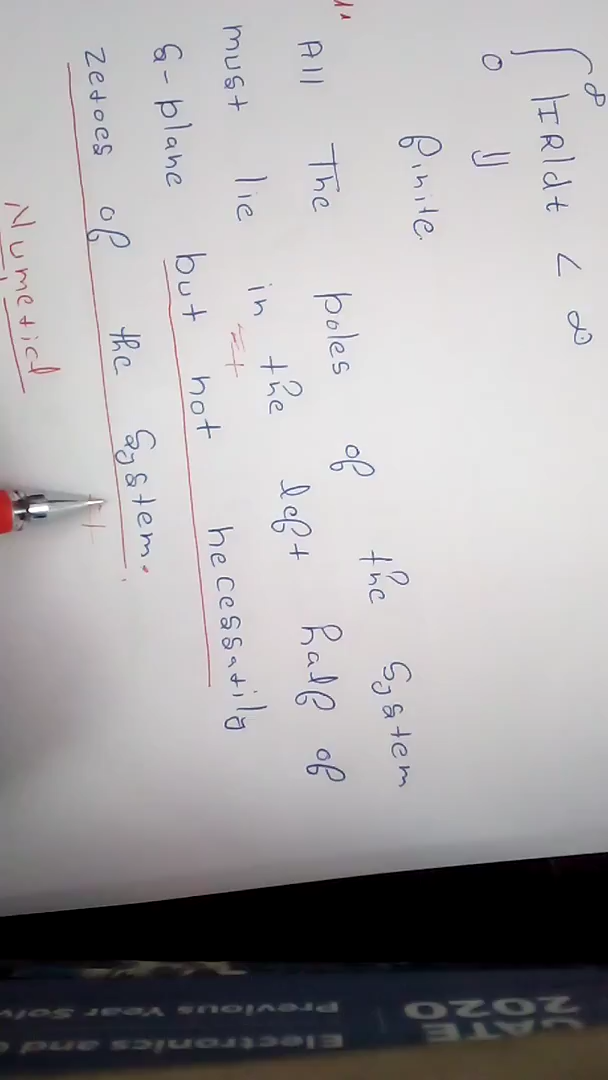 ∫₀^∞ |IR|dt < ∞
⇓
finite.
All the poles of the system
must lie in the left half of
s-plane but not necessarily
zeroes of the system.
Numerical
GATE
2020
Previous Year Solv
Electronics and